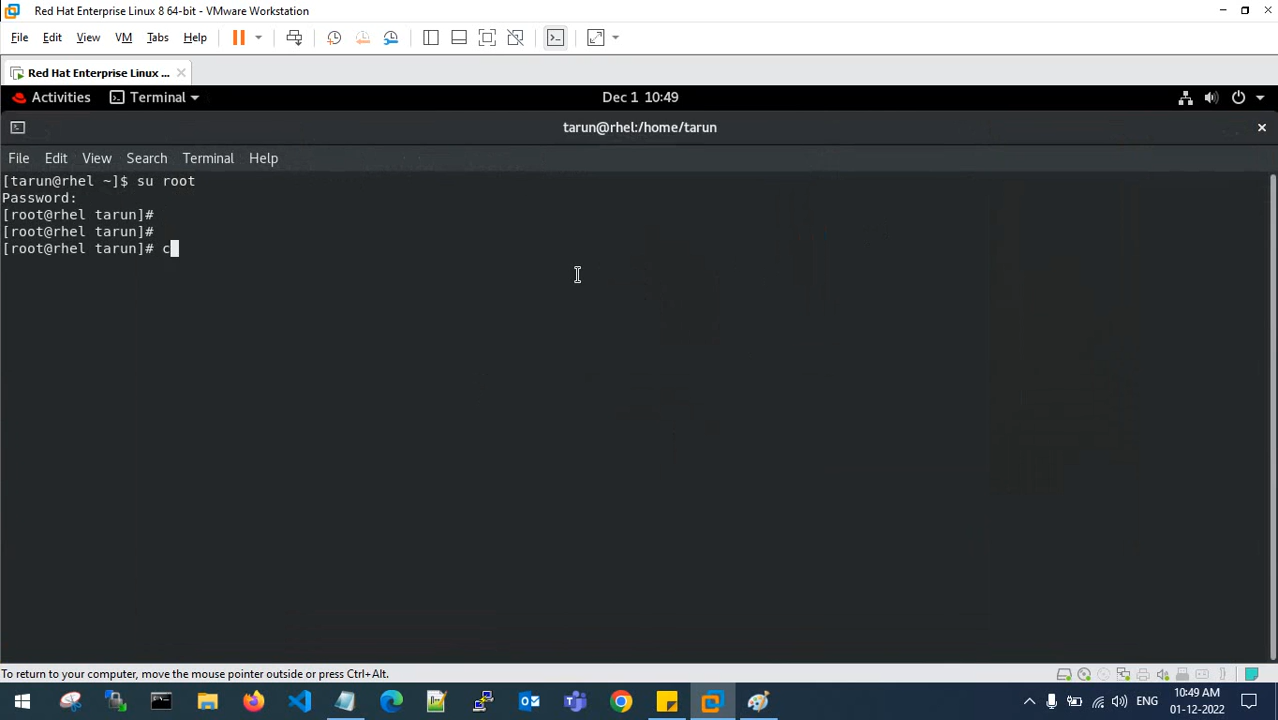 Red Hat Enterprise Linux 8 64-bit - VMware Workstation
File Edit View VM Tabs Help
Red Hat Enterprise Linux ...
Activities Terminal Dec 1 10:49
tarun@rhel:/home/tarun
File Edit View Search Terminal Help
[tarun@rhel ~]$ su root
Password:
[root@rhel tarun]#
[root@rhel tarun]#
[root@rhel tarun]# c
To return to your computer, move the mouse pointer outside or press Ctrl+Alt.
ENG
10:49 AM
01-12-2022